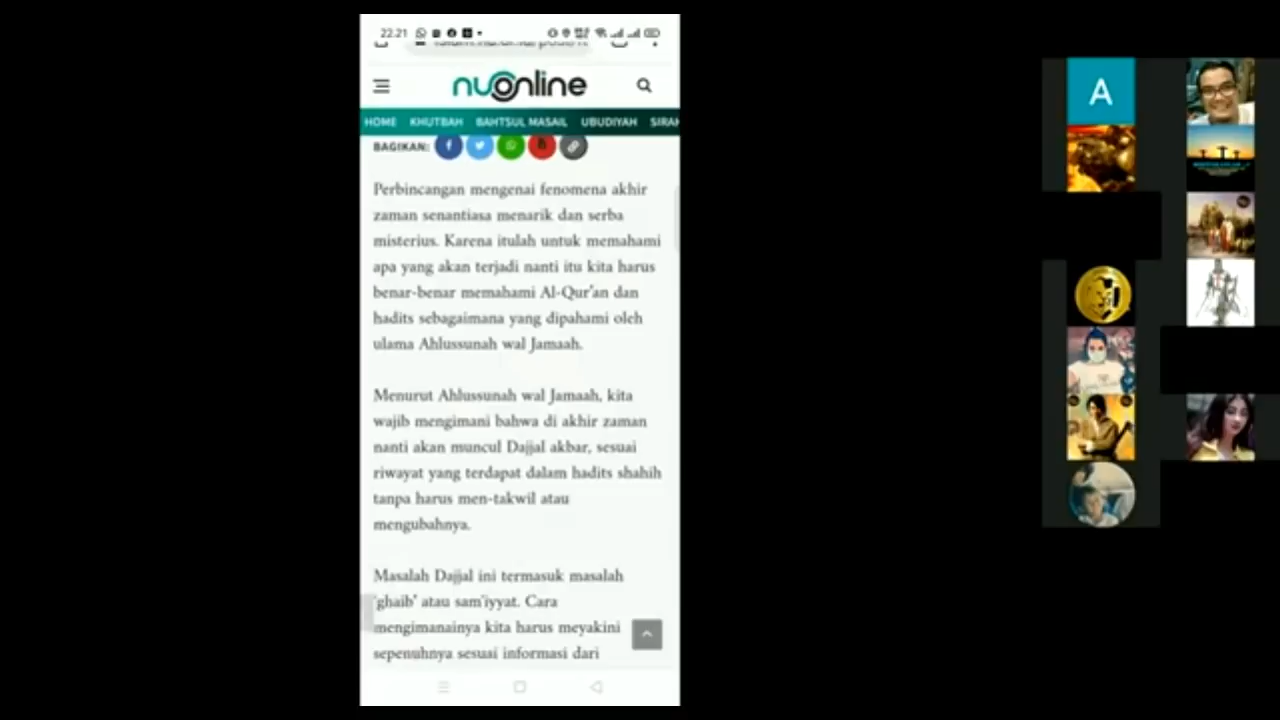 22.21
nuonline
HOME KHUTBAH BAHTSUL MASAIL UBUDIYAH SIRAH
BAGIKAN:
Perbincangan mengenai fenomena akhir
zaman senantiasa menarik dan serba
misterius. Karena itulah untuk memahami
apa yang akan terjadi nanti itu kita harus
benar-benar memahami Al-Qur'an dan
hadits sebagaimana yang dipahami oleh
ulama Ahlussunah wal Jamaah.
Menurut Ahlussunah wal Jamaah, kita
wajib mengimani bahwa di akhir zaman
nanti akan muncul Dajjal akbar, sesuai
riwayat yang terdapat dalam hadits shahih
tanpa harus men-takwil atau
mengubahnya.
Masalah Dajjal ini termasuk masalah
'ghaib' atau sam'iyyat. Cara
mengimanainya kita harus meyakini
sepenuhnya sesuai informasi dari
A